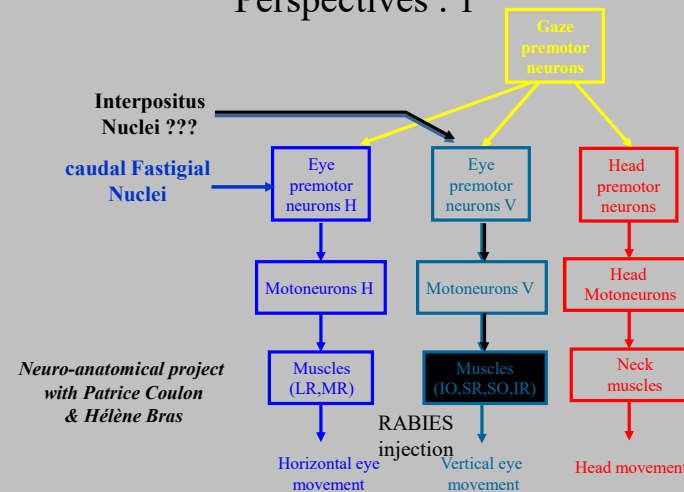 Perspectives : 1
Gaze
premotor
neurons
Interpositus
Nuclei ???
caudal Fastigial
Nuclei
Eye
premotor
neurons H
Eye
premotor
neurons V
Head
premotor
neurons
Motoneurons H
Motoneurons V
Head
Motoneurons
Neuro-anatomical project
with Patrice Coulon
& Hélène Bras
Muscles
(LR,MR)
Muscles
(IO,SR,SO,IR)
Neck
muscles
RABIES
injection
Horizontal eye
movement
Vertical eye
movement
Head movement